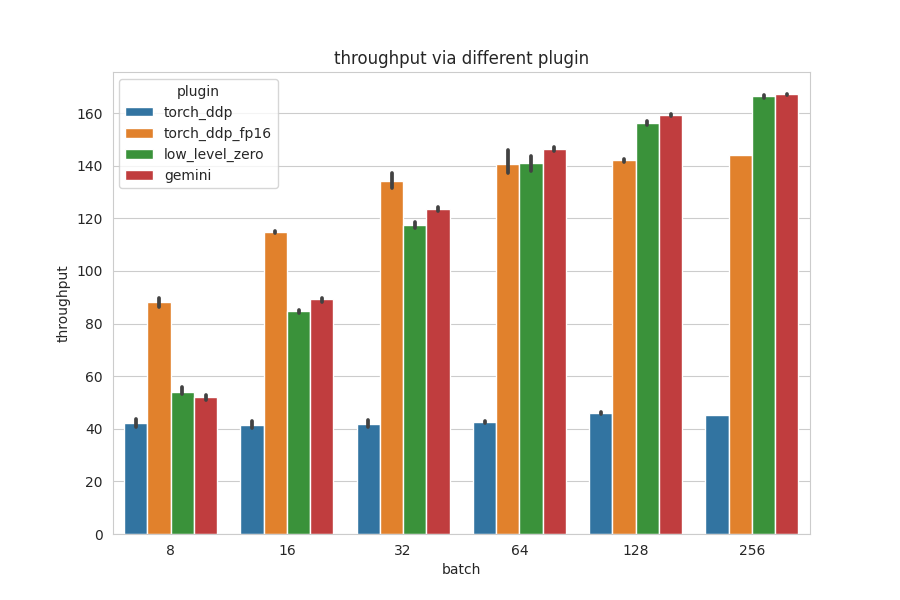 throughput via different plugin
plugin
torch_ddp
torch_ddp_fp16
low_level_zero
gemini
throughput
160
140
120
100
80
60
40
20
0
8 16 32 64 128 256
batch